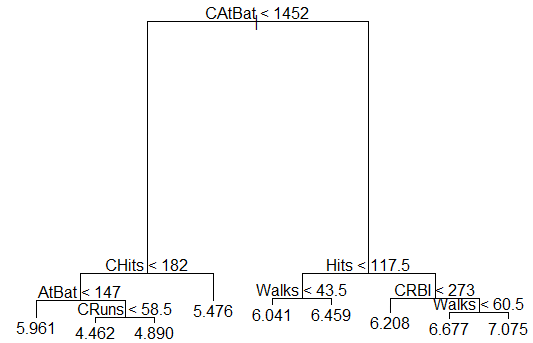 CAtBat < 1452
CHits < 182
Hits < 117.5
AtBat < 147
Walks < 43.5
CRBI < 273
CRuns < 58.5
Walks < 60.5
5.961
4.462
4.890
5.476
6.041
6.459
6.208
6.677
7.075